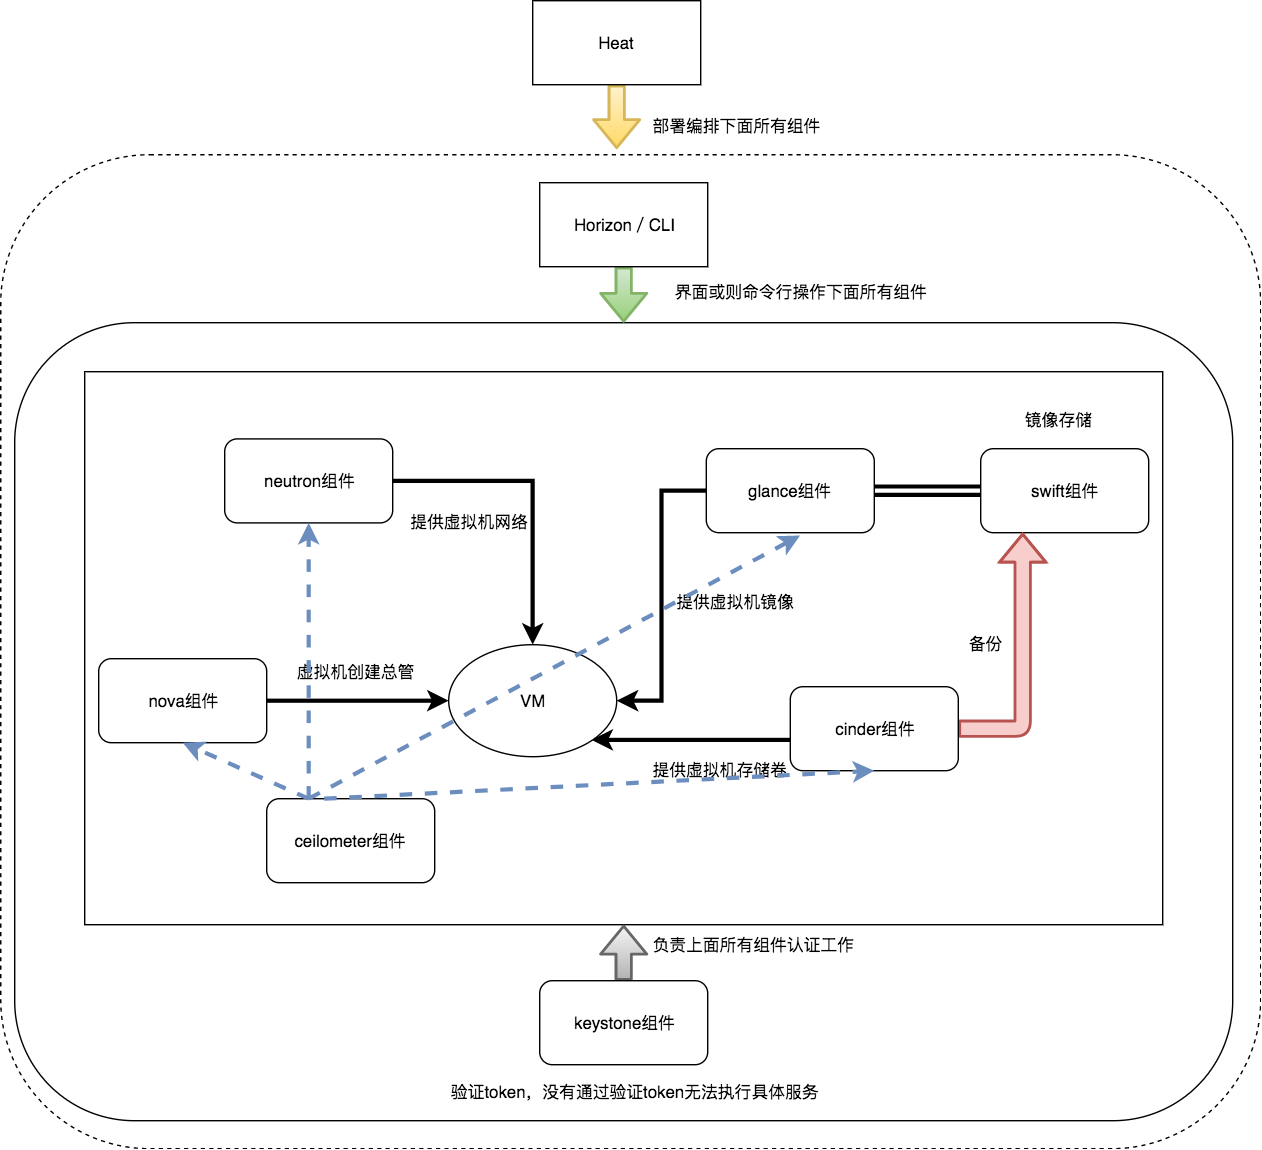 Heat
部署编排下面所有组件
Horizon / CLI
界面或则命令行操作下面所有组件
镜像存储
neutron组件
glance组件
swift组件
提供虚拟机网络
提供虚拟机镜像
备份
虚拟机创建总管
nova组件
VM
cinder组件
提供虚拟机存储卷
ceilometer组件
负责上面所有组件认证工作
keystone组件
验证token，没有通过验证token无法执行具体服务